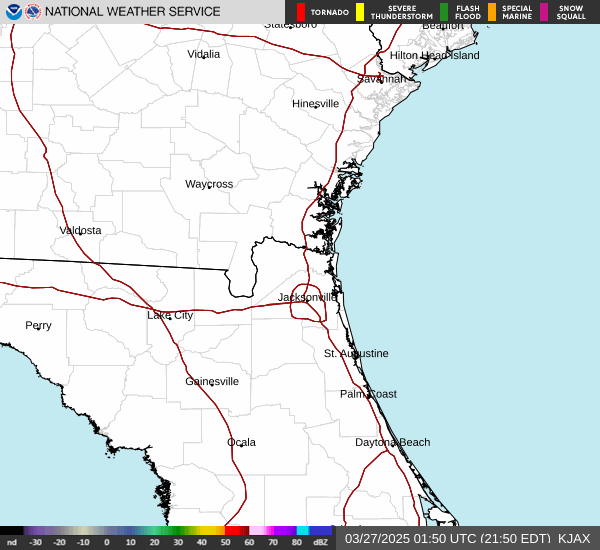 NATIONAL WEATHER SERVICE
TORNADO
SEVERE THUNDERSTORM
FLASH FLOOD
SPECIAL MARINE
SNOW SQUALL
Statesboro
Beaufort
Vidalia
Hilton Head Island
Savannah
Hinesville
Waycross
Valdosta
Jacksonville
Lake City
Perry
St. Augustine
Gainesville
Palm Coast
Ocala
Daytona Beach
nd -30 -20 -10 0 10 20 30 40 50 60 70 80 dBZ
03/27/2025 01:50 UTC (21:50 EDT) KJAX